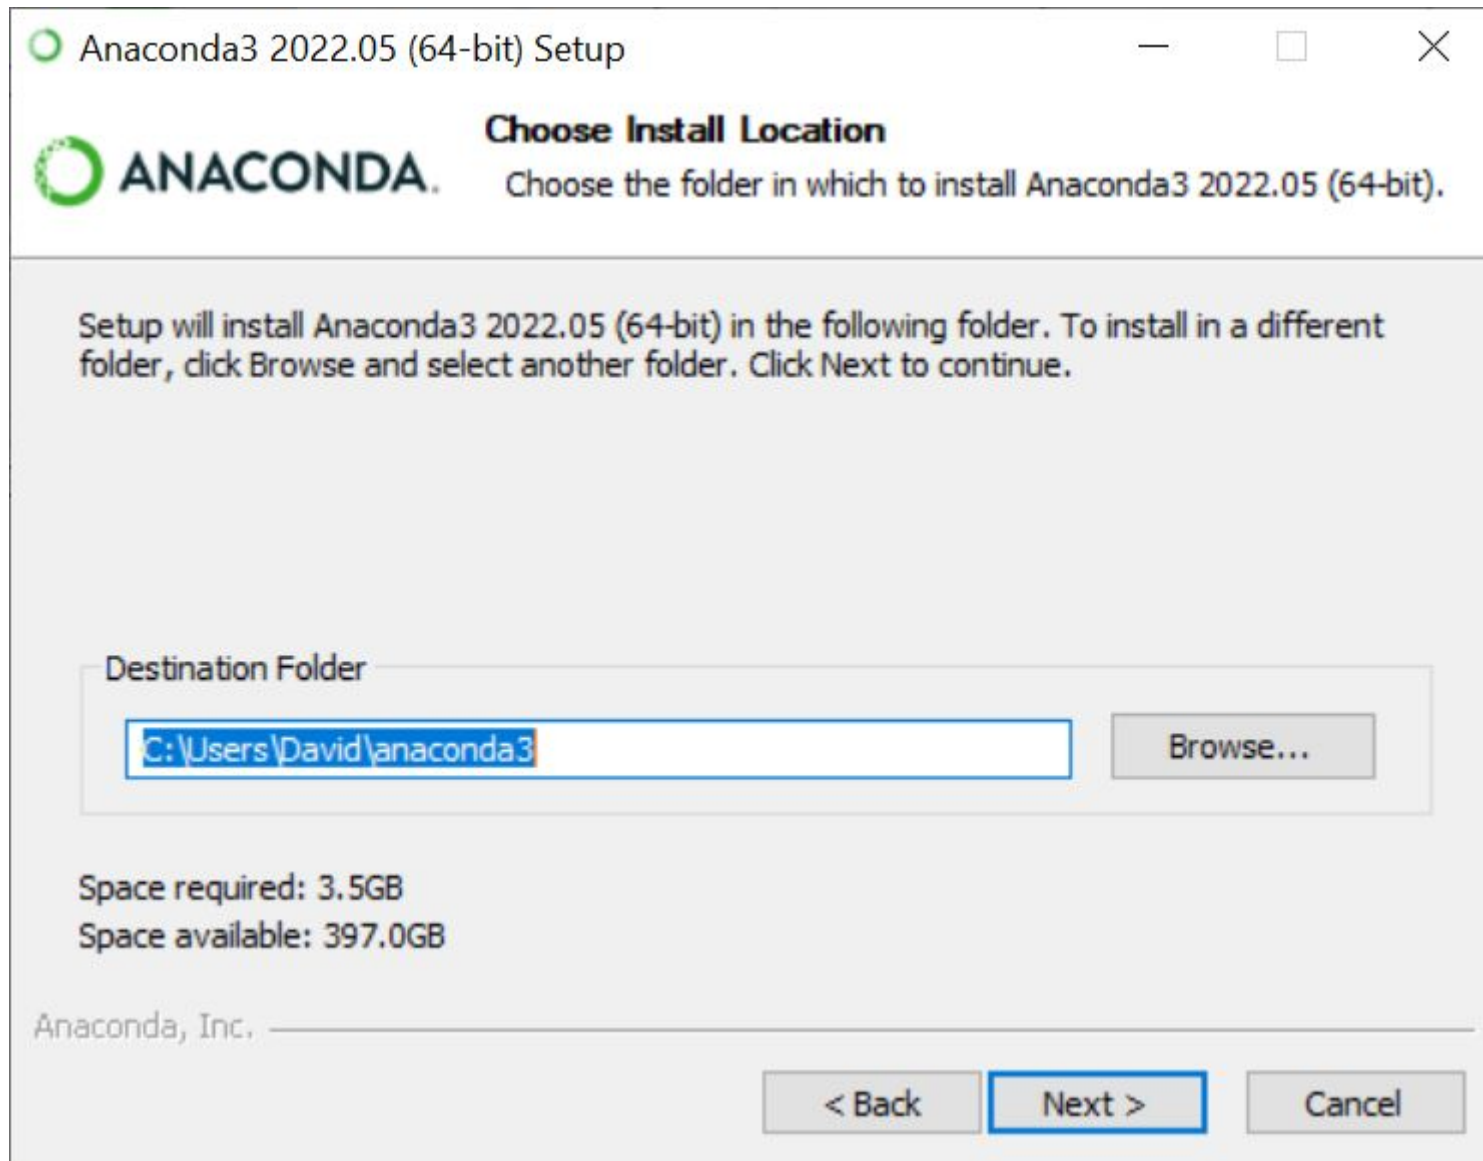 Anaconda3 2022.05 (64-bit) Setup
ANACONDA.
Choose Install Location
Choose the folder in which to install Anaconda3 2022.05 (64-bit).
Setup will install Anaconda3 2022.05 (64-bit) in the following folder. To install in a different
folder, click Browse and select another folder. Click Next to continue.
Destination Folder
C:\Users\David\anaconda3
Browse...
Space required: 3.5GB
Space available: 397.0GB
Anaconda, Inc.
< Back
Next >
Cancel